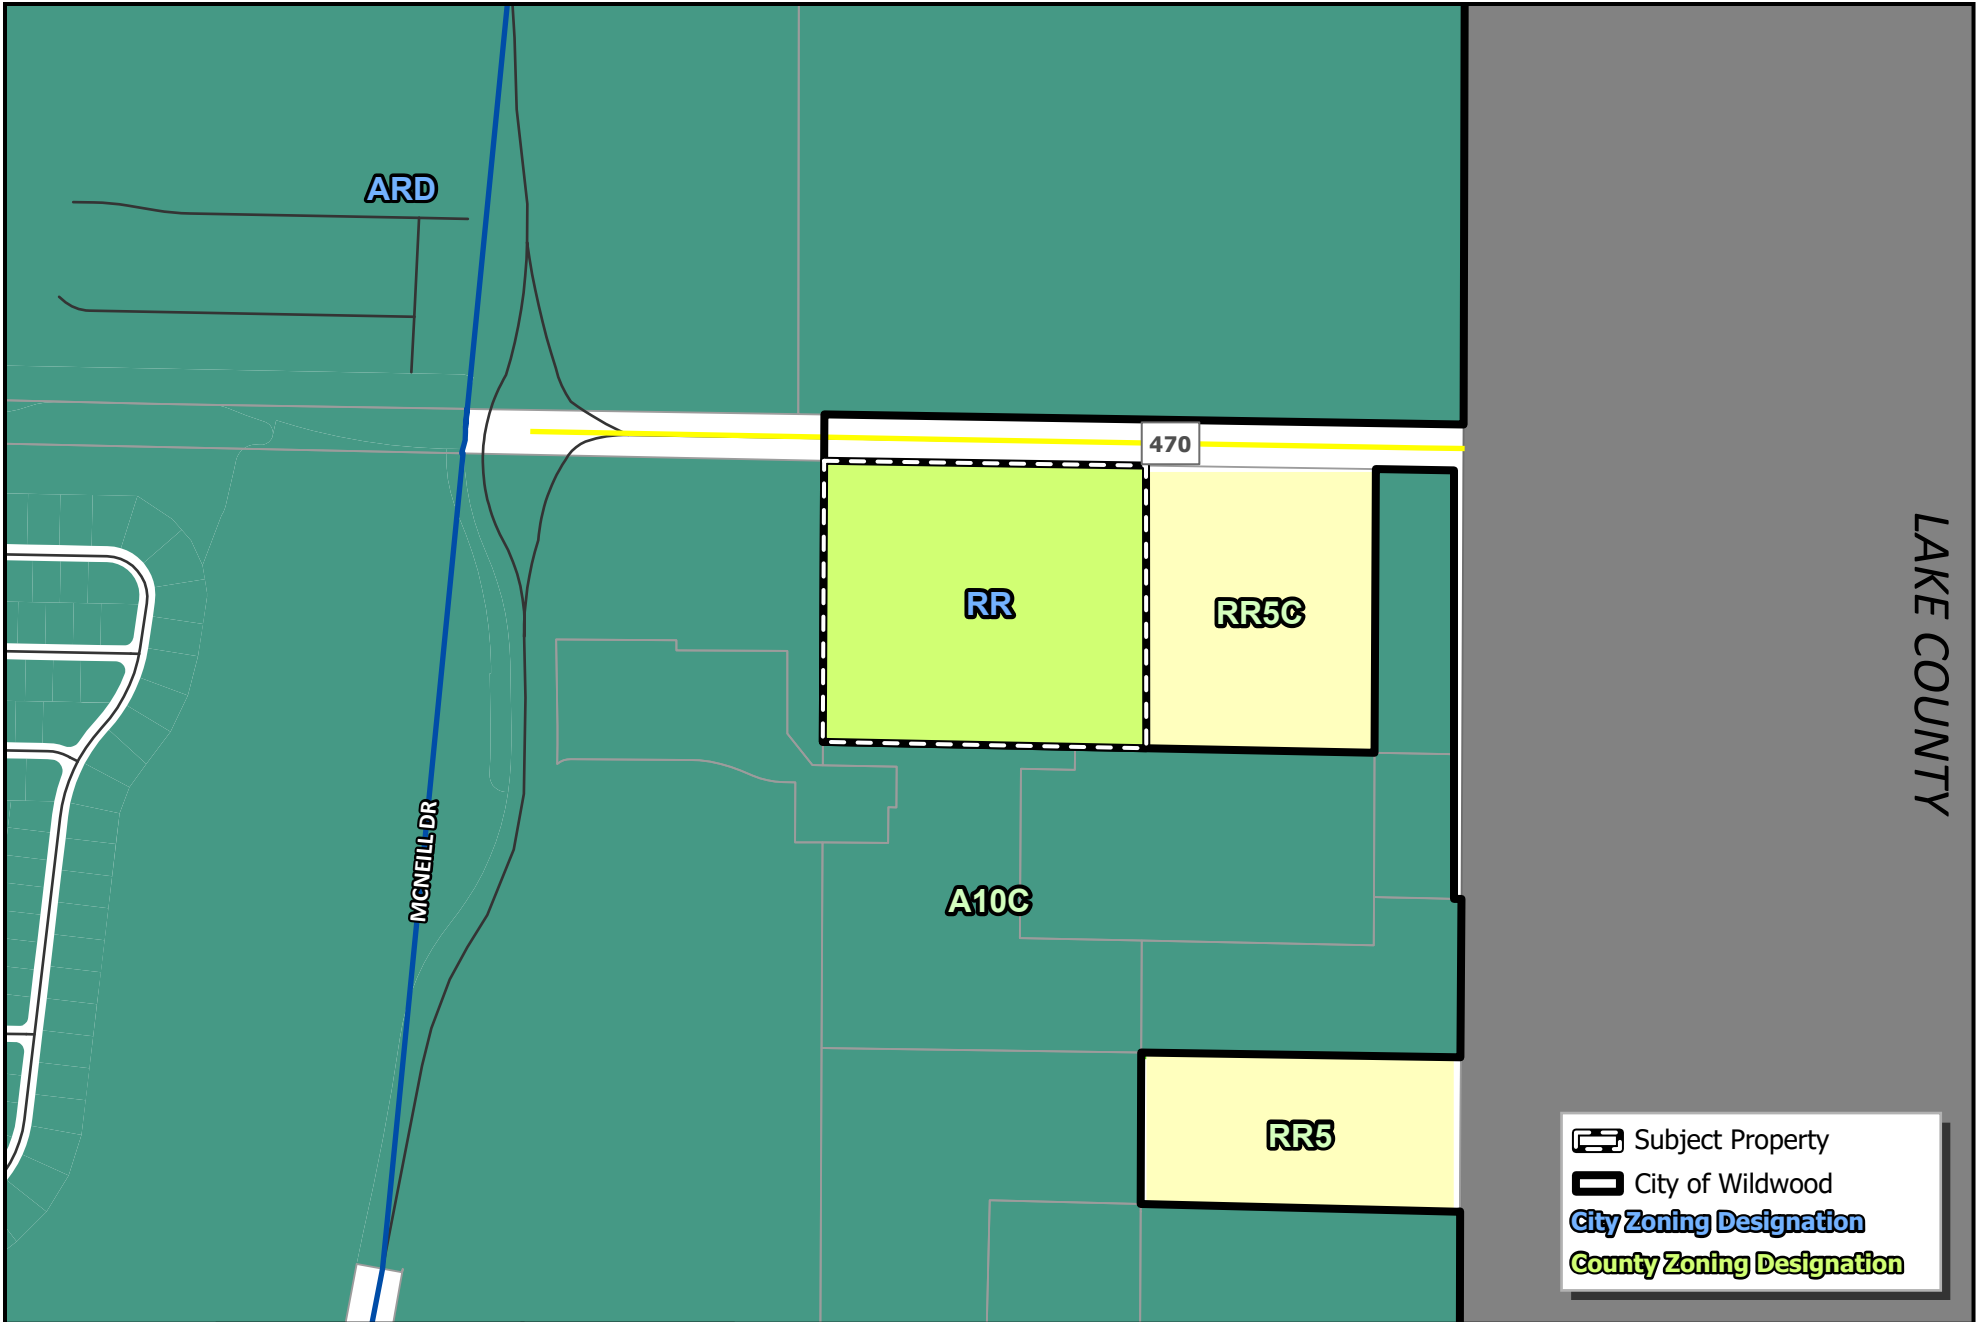 ARD
470
RR
RR5C
LAKE COUNTY
MCNEILL DR
A10C
RR5
Subject Property
City of Wildwood
City Zoning Designation
County Zoning Designation